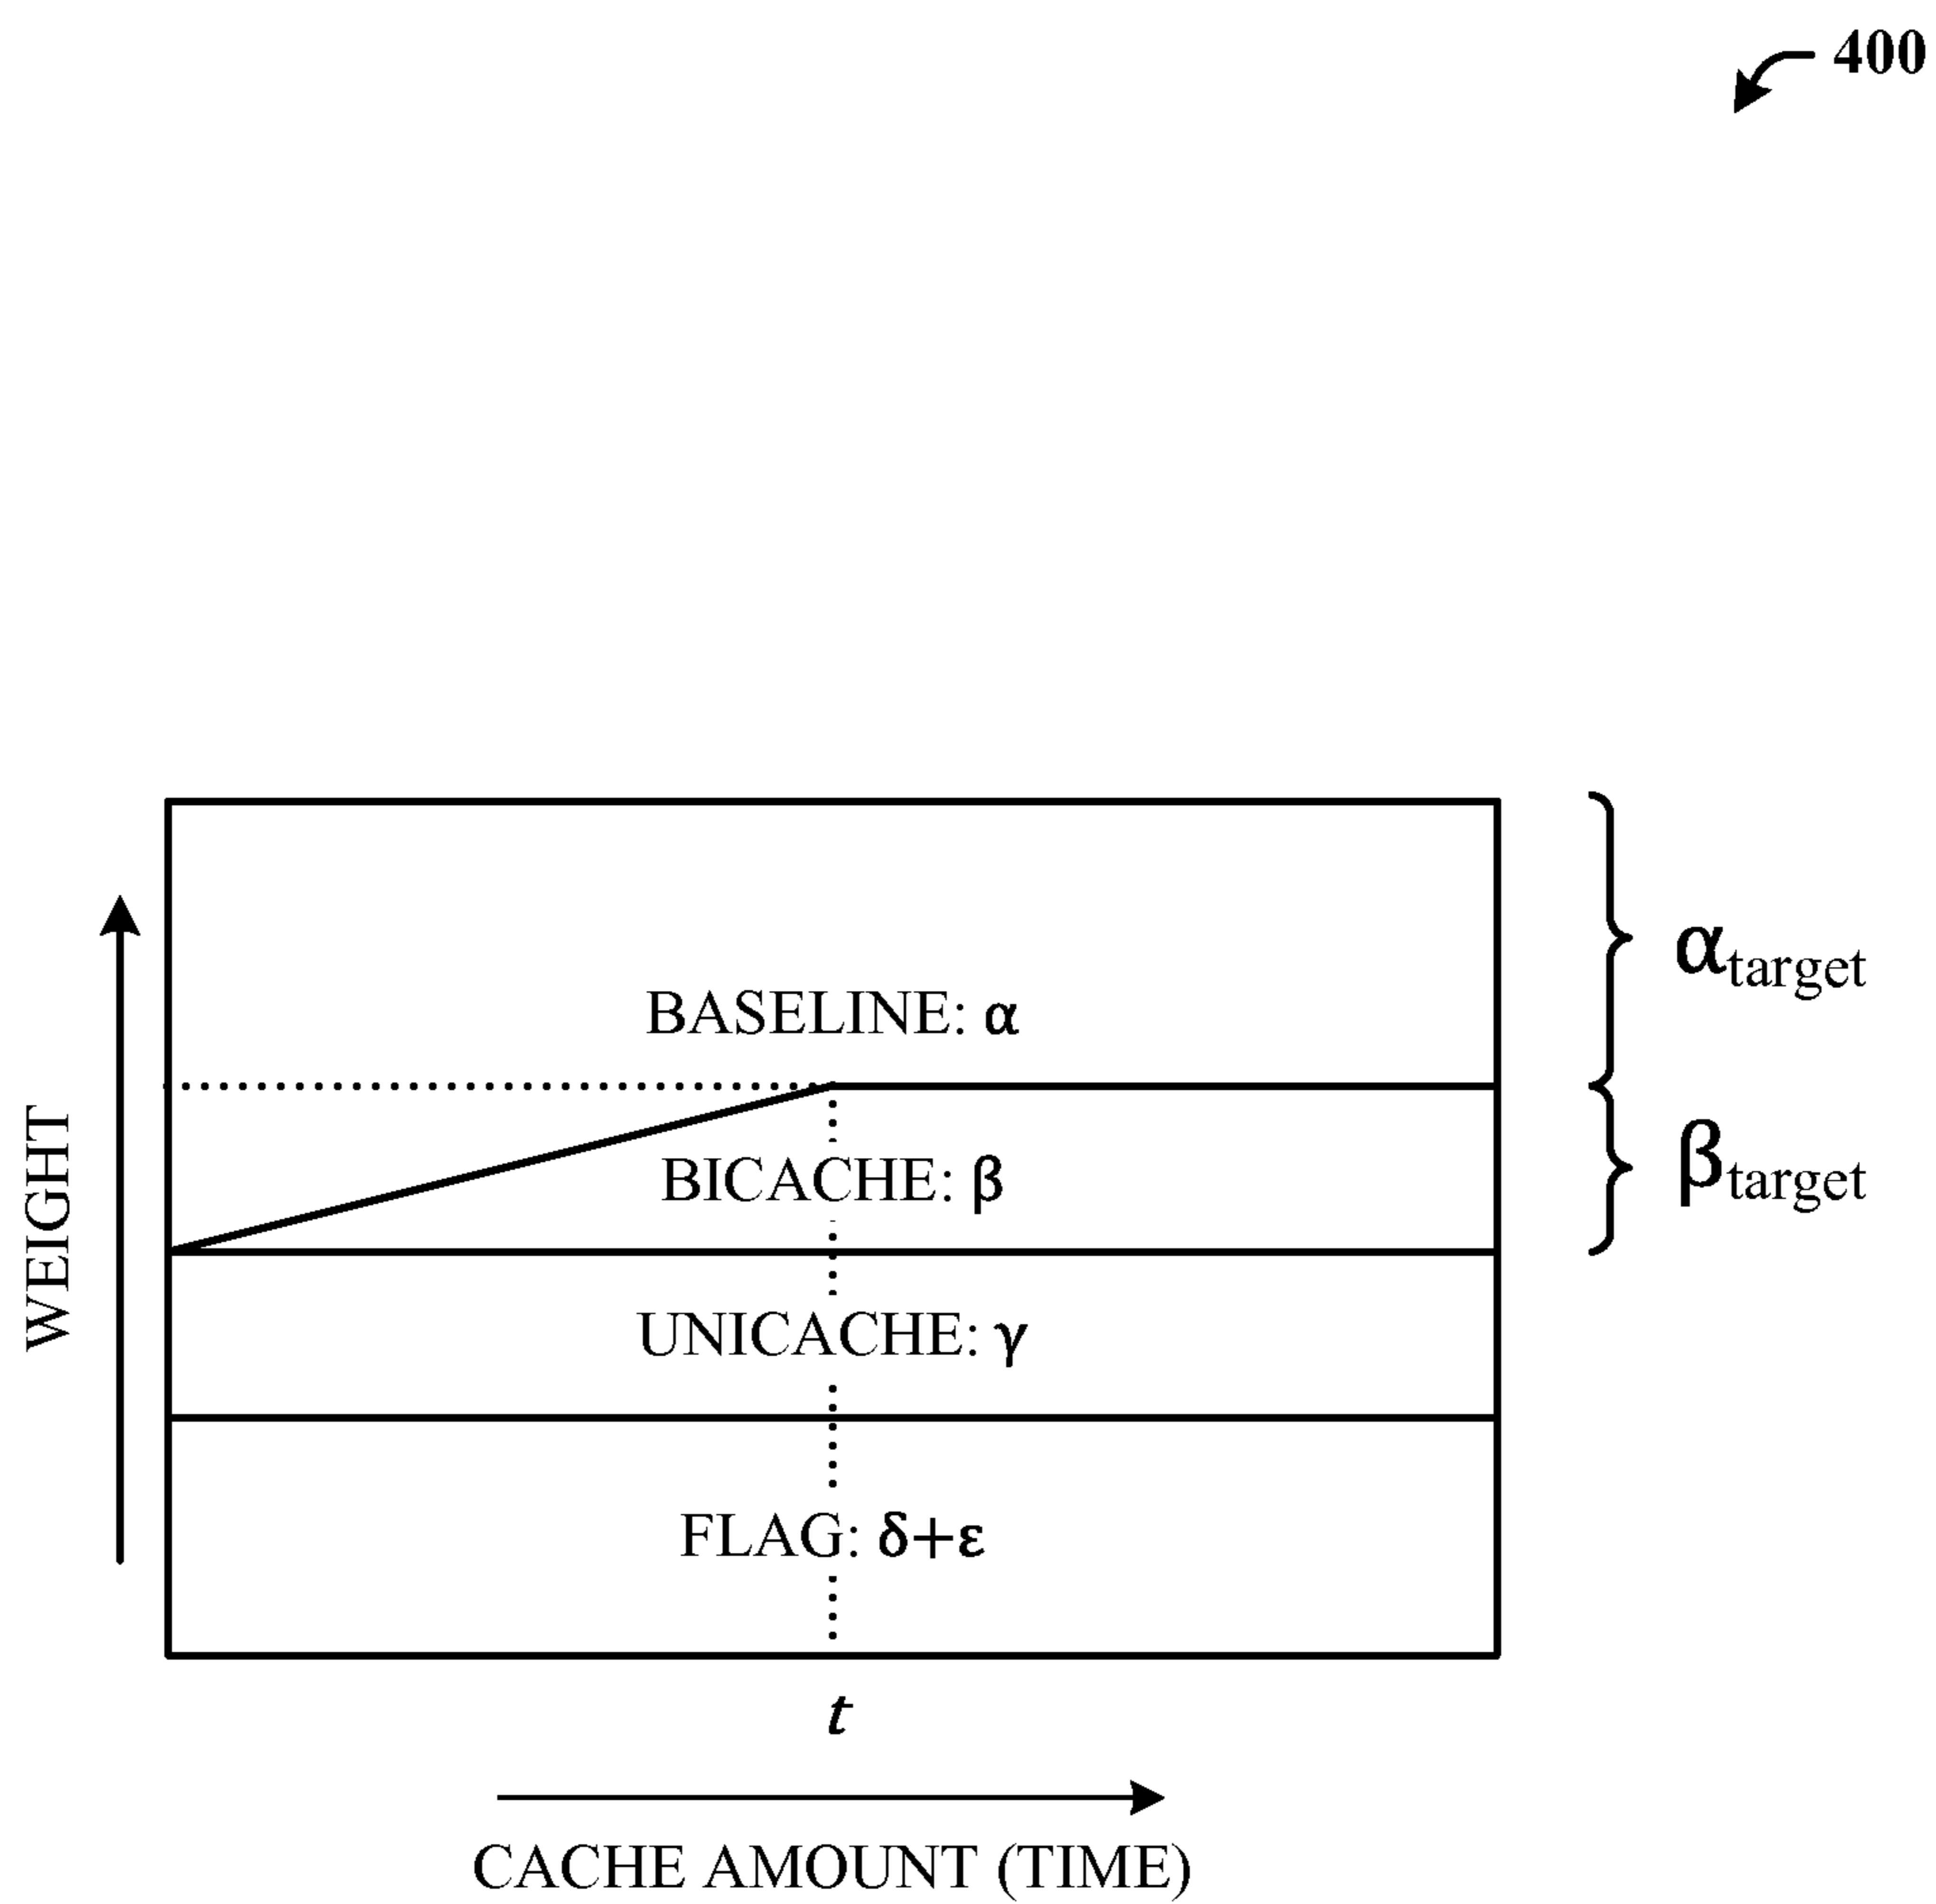 400
BASELINE: α
αtarget
BICACHE: β
βtarget
WEIGHT
UNICACHE: γ
FLAG: δ+ε
t
CACHE AMOUNT (TIME)